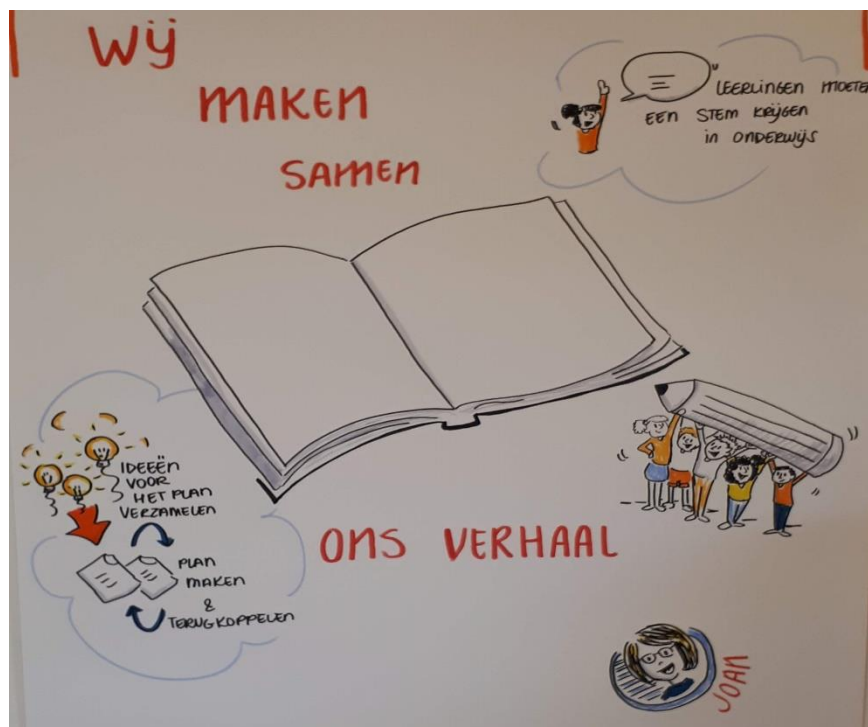 WIJ
MAKEN
SAMEN
LEERLINGEN MOETE
EEN STEM KRIJGEN
in ONDERWIJS
IDEEËN
VOOR
HET PLAN
VERZAMELEN
PLAN
MAKEN
&
TERUGKOPPELEN
ONS VERHAAL
JOAN